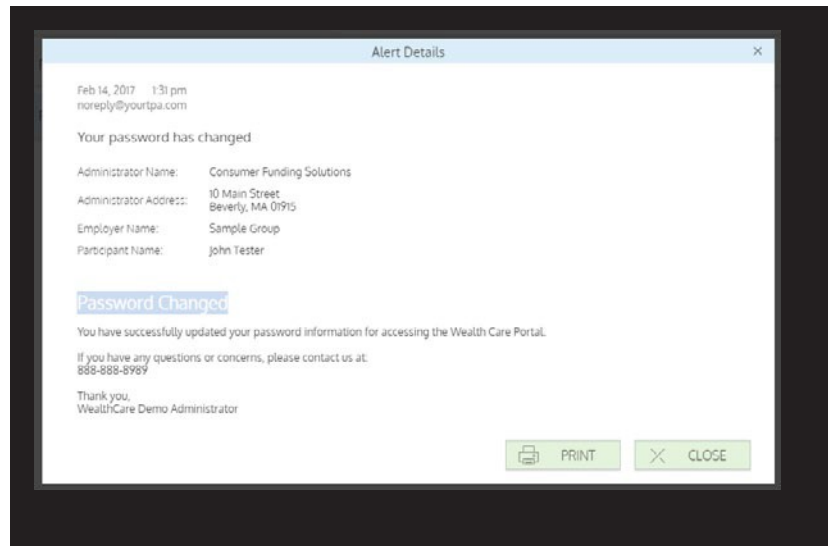 Alert Details
Feb 14, 2017 1:31 pm
noreply@yourtpa.com
Your password has changed
Administrator Name: Consumer Funding Solutions
Administrator Address: 10 Main Street
Beverly, MA 01915
Employer Name: Sample Group
Participant Name: John Tester
Password Changed
You have successfully updated your password information for accessing the Wealth Care Portal.
If you have any questions or concerns, please contact us at:
888-888-8989
Thank you,
WealthCare Demo Administrator
PRINT CLOSE